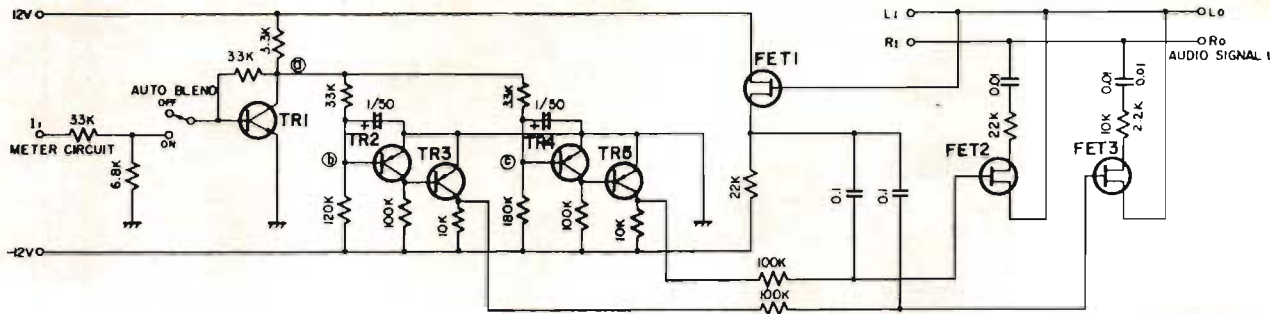 12V
L1
Lo
R1
Ro
AUDIO SIGNAL L
3.3K
33K
a
FET1
AUTO BLEND
OFF
ON
TR1
33K
1/50
+
33K
1/50
+
0.01
0.01
0.01
22K
10K
2.2K
I1
33K
METER CIRCUIT
6.8K
TR2
TR3
b
TR4
TR5
c
FET2
FET3
22K
0.1
0.1
120K
100K
10K
180K
100K
10K
-12V
100K
100K